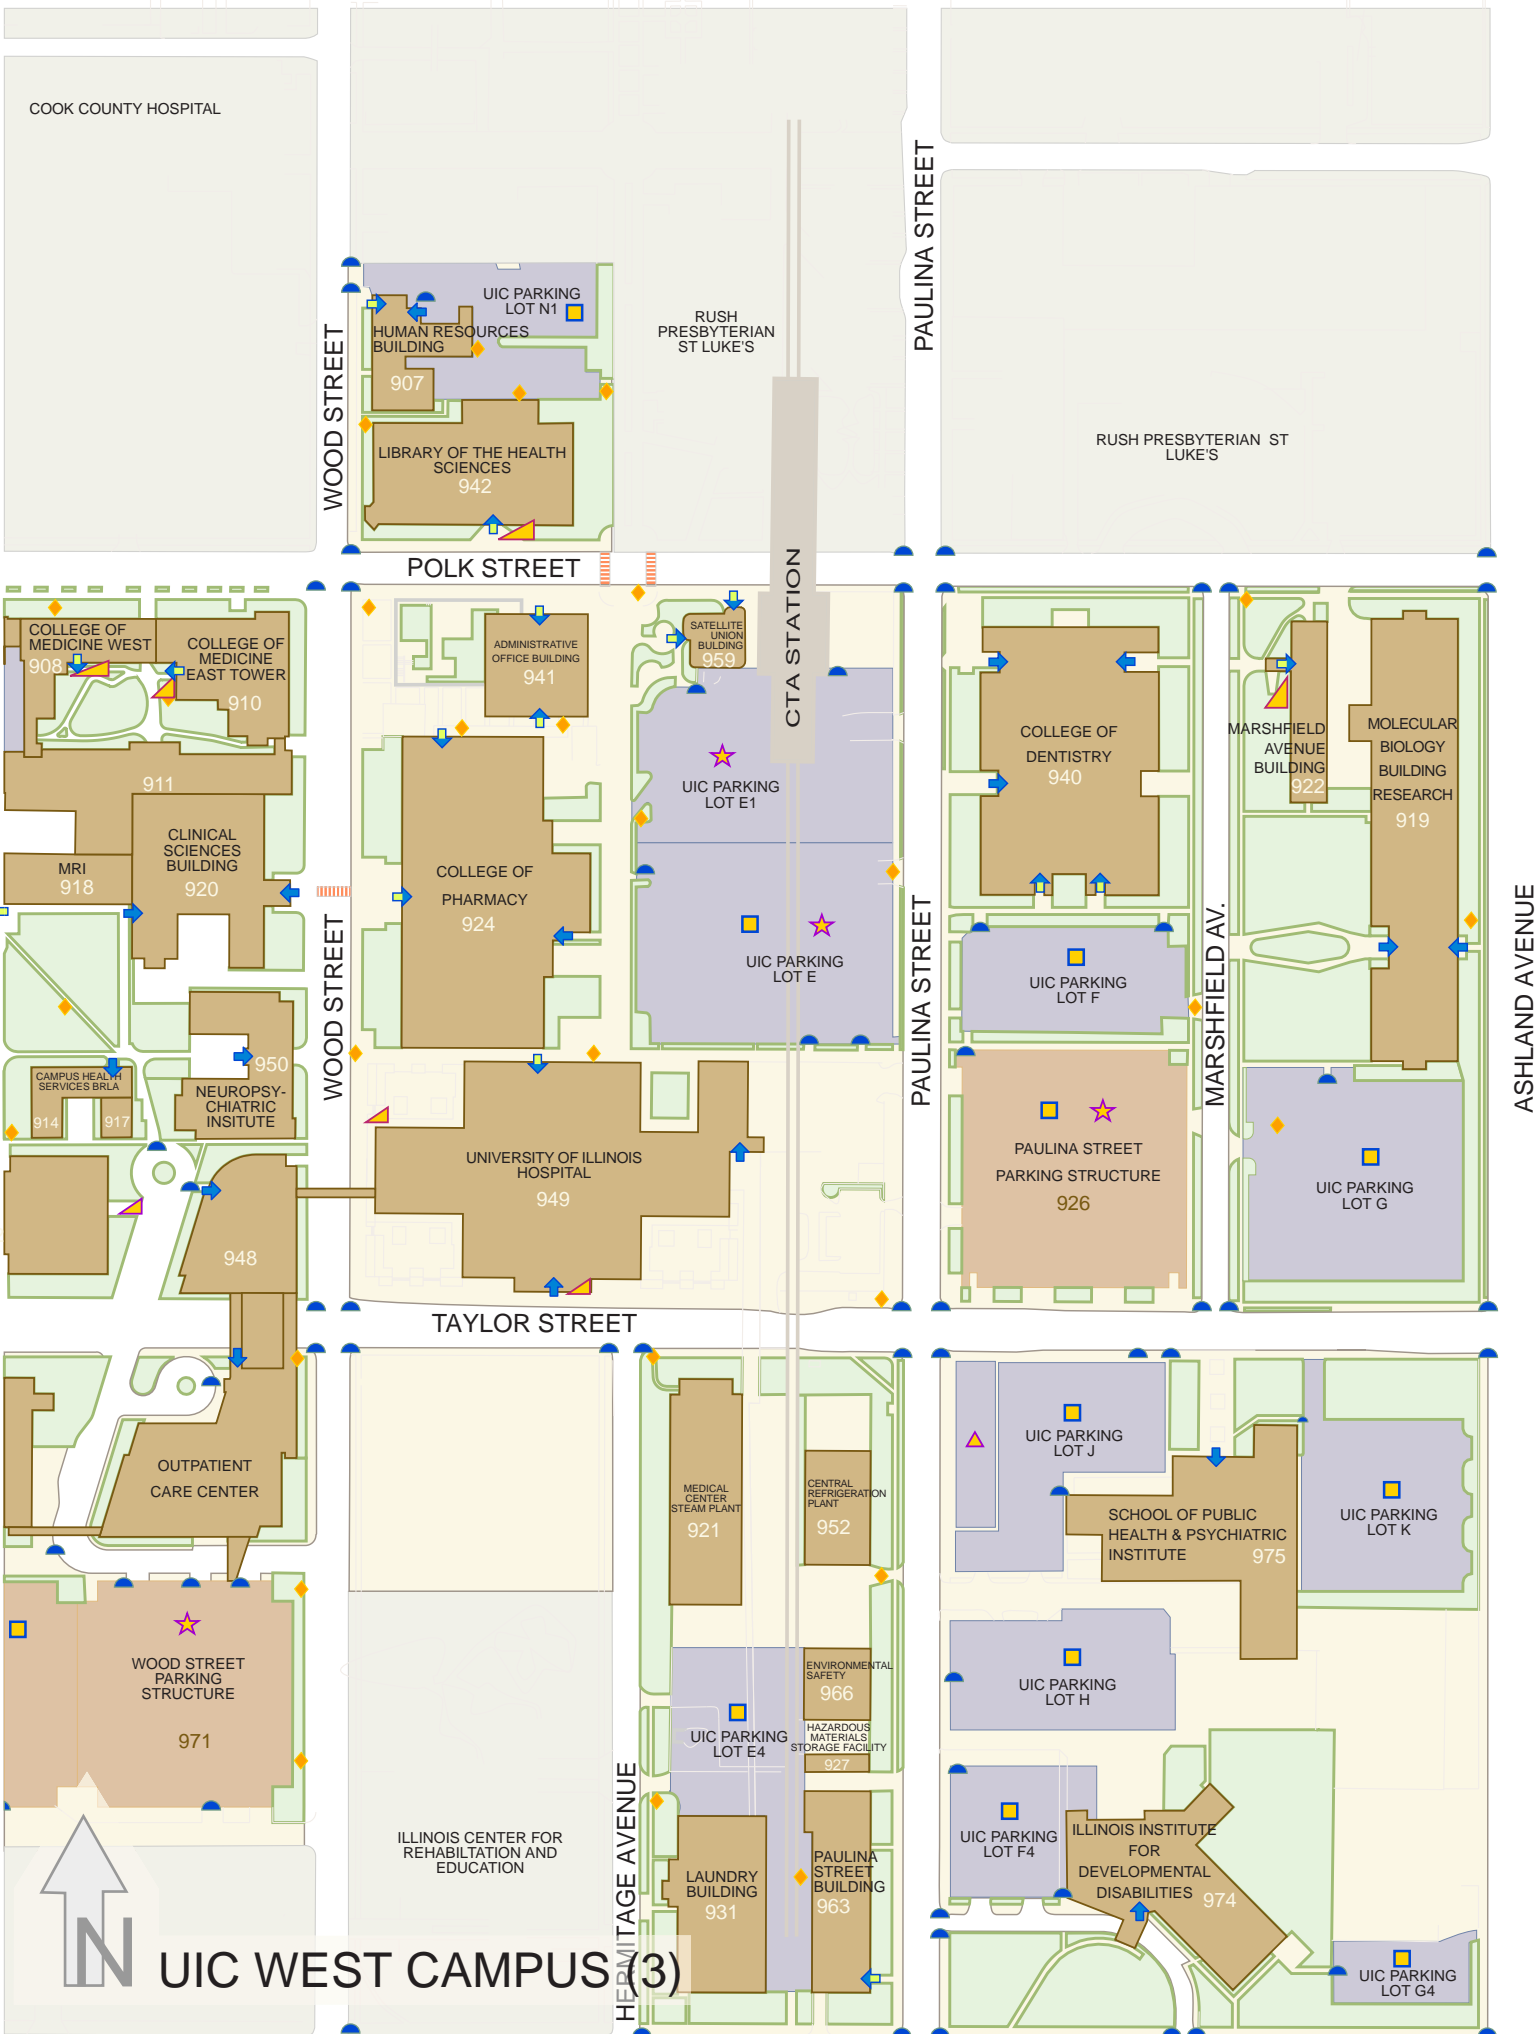 COOK COUNTY HOSPITAL
PAULINA STREET
UIC PARKING
LOT N1
HUMAN RESOURCES
BUILDING
907
WOOD STREET
RUSH
PRESBYTERIAN
ST LUKE'S
RUSH PRESBYTERIAN ST
LUKE'S
LIBRARY OF THE HEALTH
SCIENCES
942
POLK STREET
CTA STATION
COLLEGE OF
MEDICINE WEST
908
COLLEGE OF
MEDICINE
EAST TOWER
910
ADMINISTRATIVE
OFFICE BUILDING
941
SATELLITE
UNION
BULDING
959
COLLEGE OF
DENTISTRY
940
MARSHFIELD
AVENUE
BUILDING
922
MOLECULAR
BIOLOGY
BUILDING
RESEARCH
919
911
UIC PARKING
LOT E1
CLINICAL
SCIENCES
BUILDING
920
MRI
918
COLLEGE OF
PHARMACY
924
UIC PARKING
LOT E
UIC PARKING
LOT F
WOOD STREET
PAULINA STREET
MARSHFIELD AV.
ASHLAND AVENUE
950
NEUROPSY-
CHIATRIC
INSITUTE
CAMPUS HEALTH
SERVICES BRLA
914
917
UNIVERSITY OF ILLINOIS
HOSPITAL
949
PAULINA STREET
PARKING STRUCTURE
926
UIC PARKING
LOT G
948
TAYLOR STREET
OUTPATIENT
CARE CENTER
MEDICAL
CENTER
STEAM PLANT
921
CENTRAL
REFRIGERATION
PLANT
952
UIC PARKING
LOT J
SCHOOL OF PUBLIC
HEALTH & PSYCHIATRIC
INSTITUTE
975
UIC PARKING
LOT K
WOOD STREET
PARKING
STRUCTURE
971
ENVIRONMENTAL
SAFETY
966
UIC PARKING
LOT E4
HAZARDOUS
MATERIALS
STORAGE FACILITY
927
UIC PARKING
LOT H
ILLINOIS CENTER FOR
REHABILTATION AND
EDUCATION
HERMITAGE AVENUE
LAUNDRY
BUILDING
931
PAULINA
STREET
BUILDING
963
UIC PARKING
LOT F4
ILLINOIS INSTITUTE
FOR
DEVELOPMENTAL
DISABILITIES
974
UIC PARKING
LOT G4
N
UIC WEST CAMPUS (3)